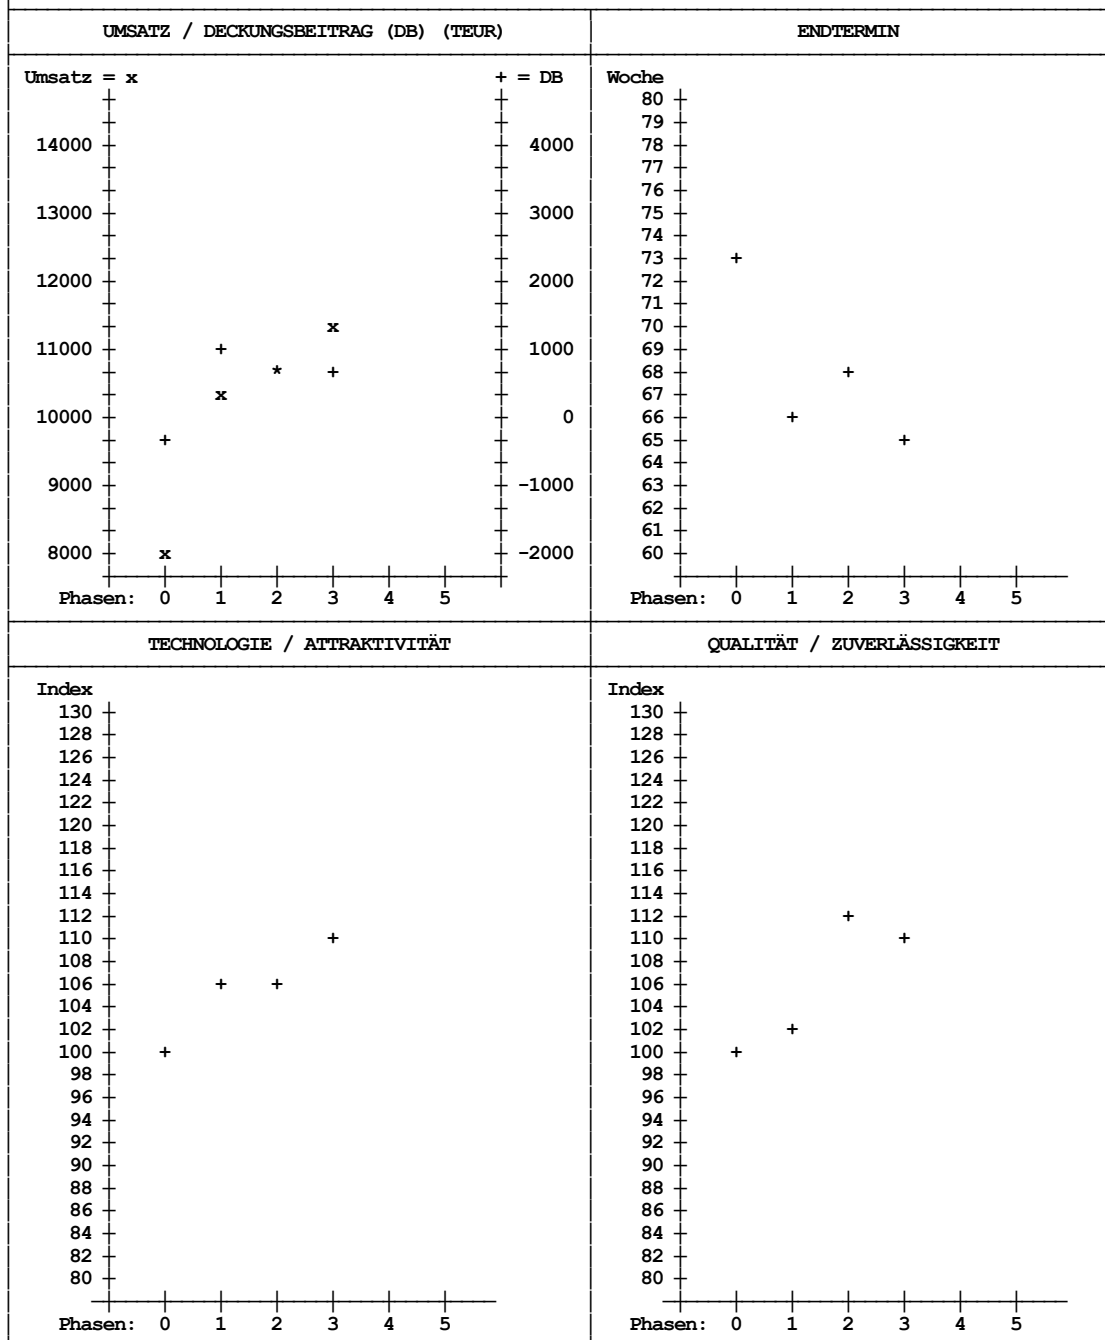 UMSATZ / DECKUNGSBEITRAG (DB) (TEUR) ENDTERMIN
Umsatz = x + = DB Woche
80
79
14000 4000 78
77
76
13000 3000 75
74
+ 73
12000 2000 72
71
x 70
11000 + 1000 69
* + 68 +
x 67
10000 0 66 +
+ 65 +
64
9000 -1000 63
62
61
8000 x -2000 60
Phasen: 0 1 2 3 4 5 Phasen: 0 1 2 3 4 5
TECHNOLOGIE / ATTRAKTIVITÄT QUALITÄT / ZUVERLÄSSIGKEIT
Index Index
130 130
128 128
126 126
124 124
122 122
120 120
118 118
116 116
114 114
112 112 +
110 + 110 +
108 108
106 + + 106
104 104
102 102 +
100 + 100 +
98 98
96 96
94 94
92 92
90 90
88 88
86 86
84 84
82 82
80 80
Phasen: 0 1 2 3 4 5 Phasen: 0 1 2 3 4 5